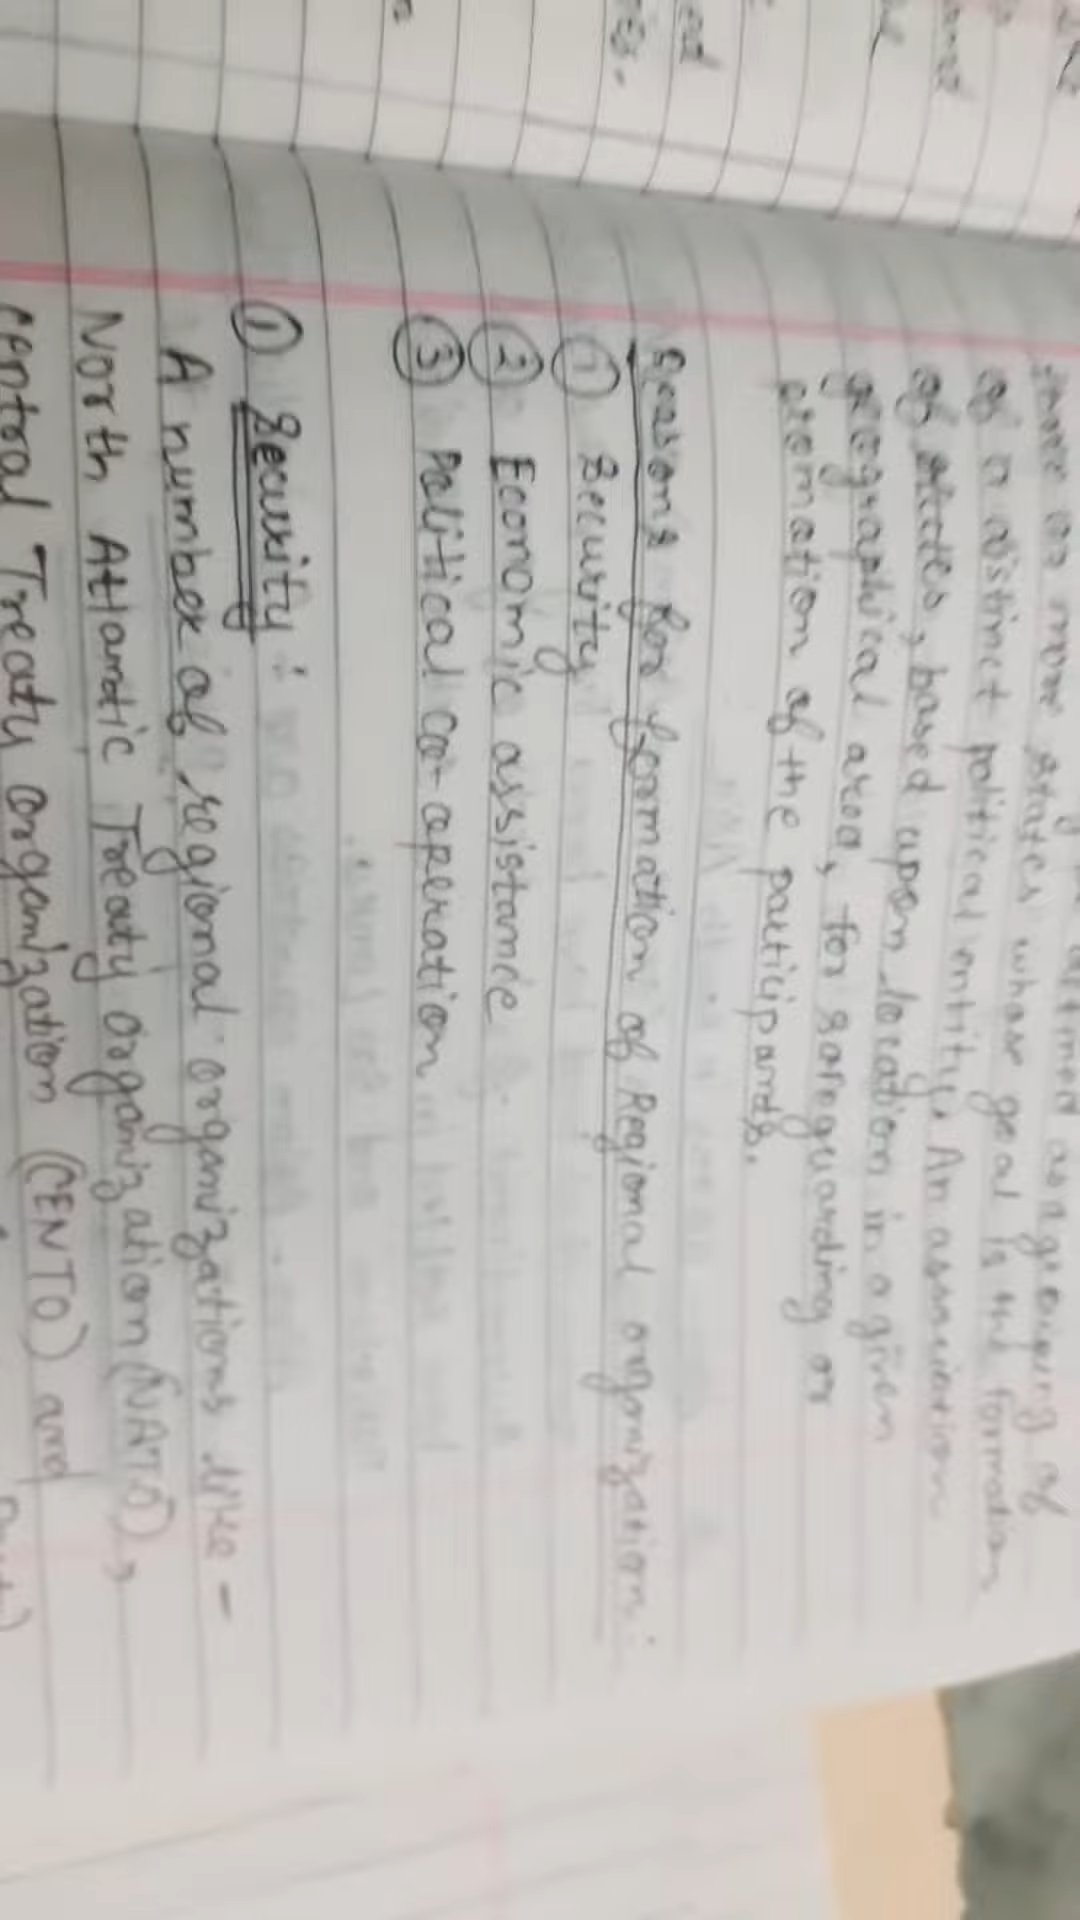 three or more states whose goal is the formation
of a distinct political entity. An association
of states, based upon location in a given
geographical area, for safeguarding or
promotion of the participants.
Reasons for formation of Regional organization:
① Security
② Economic assistance
③ Political co-operation
① Security :
A number of regional organizations like -
North Atlantic Treaty organization (NATO),
Central Treaty organization (CENTO) and